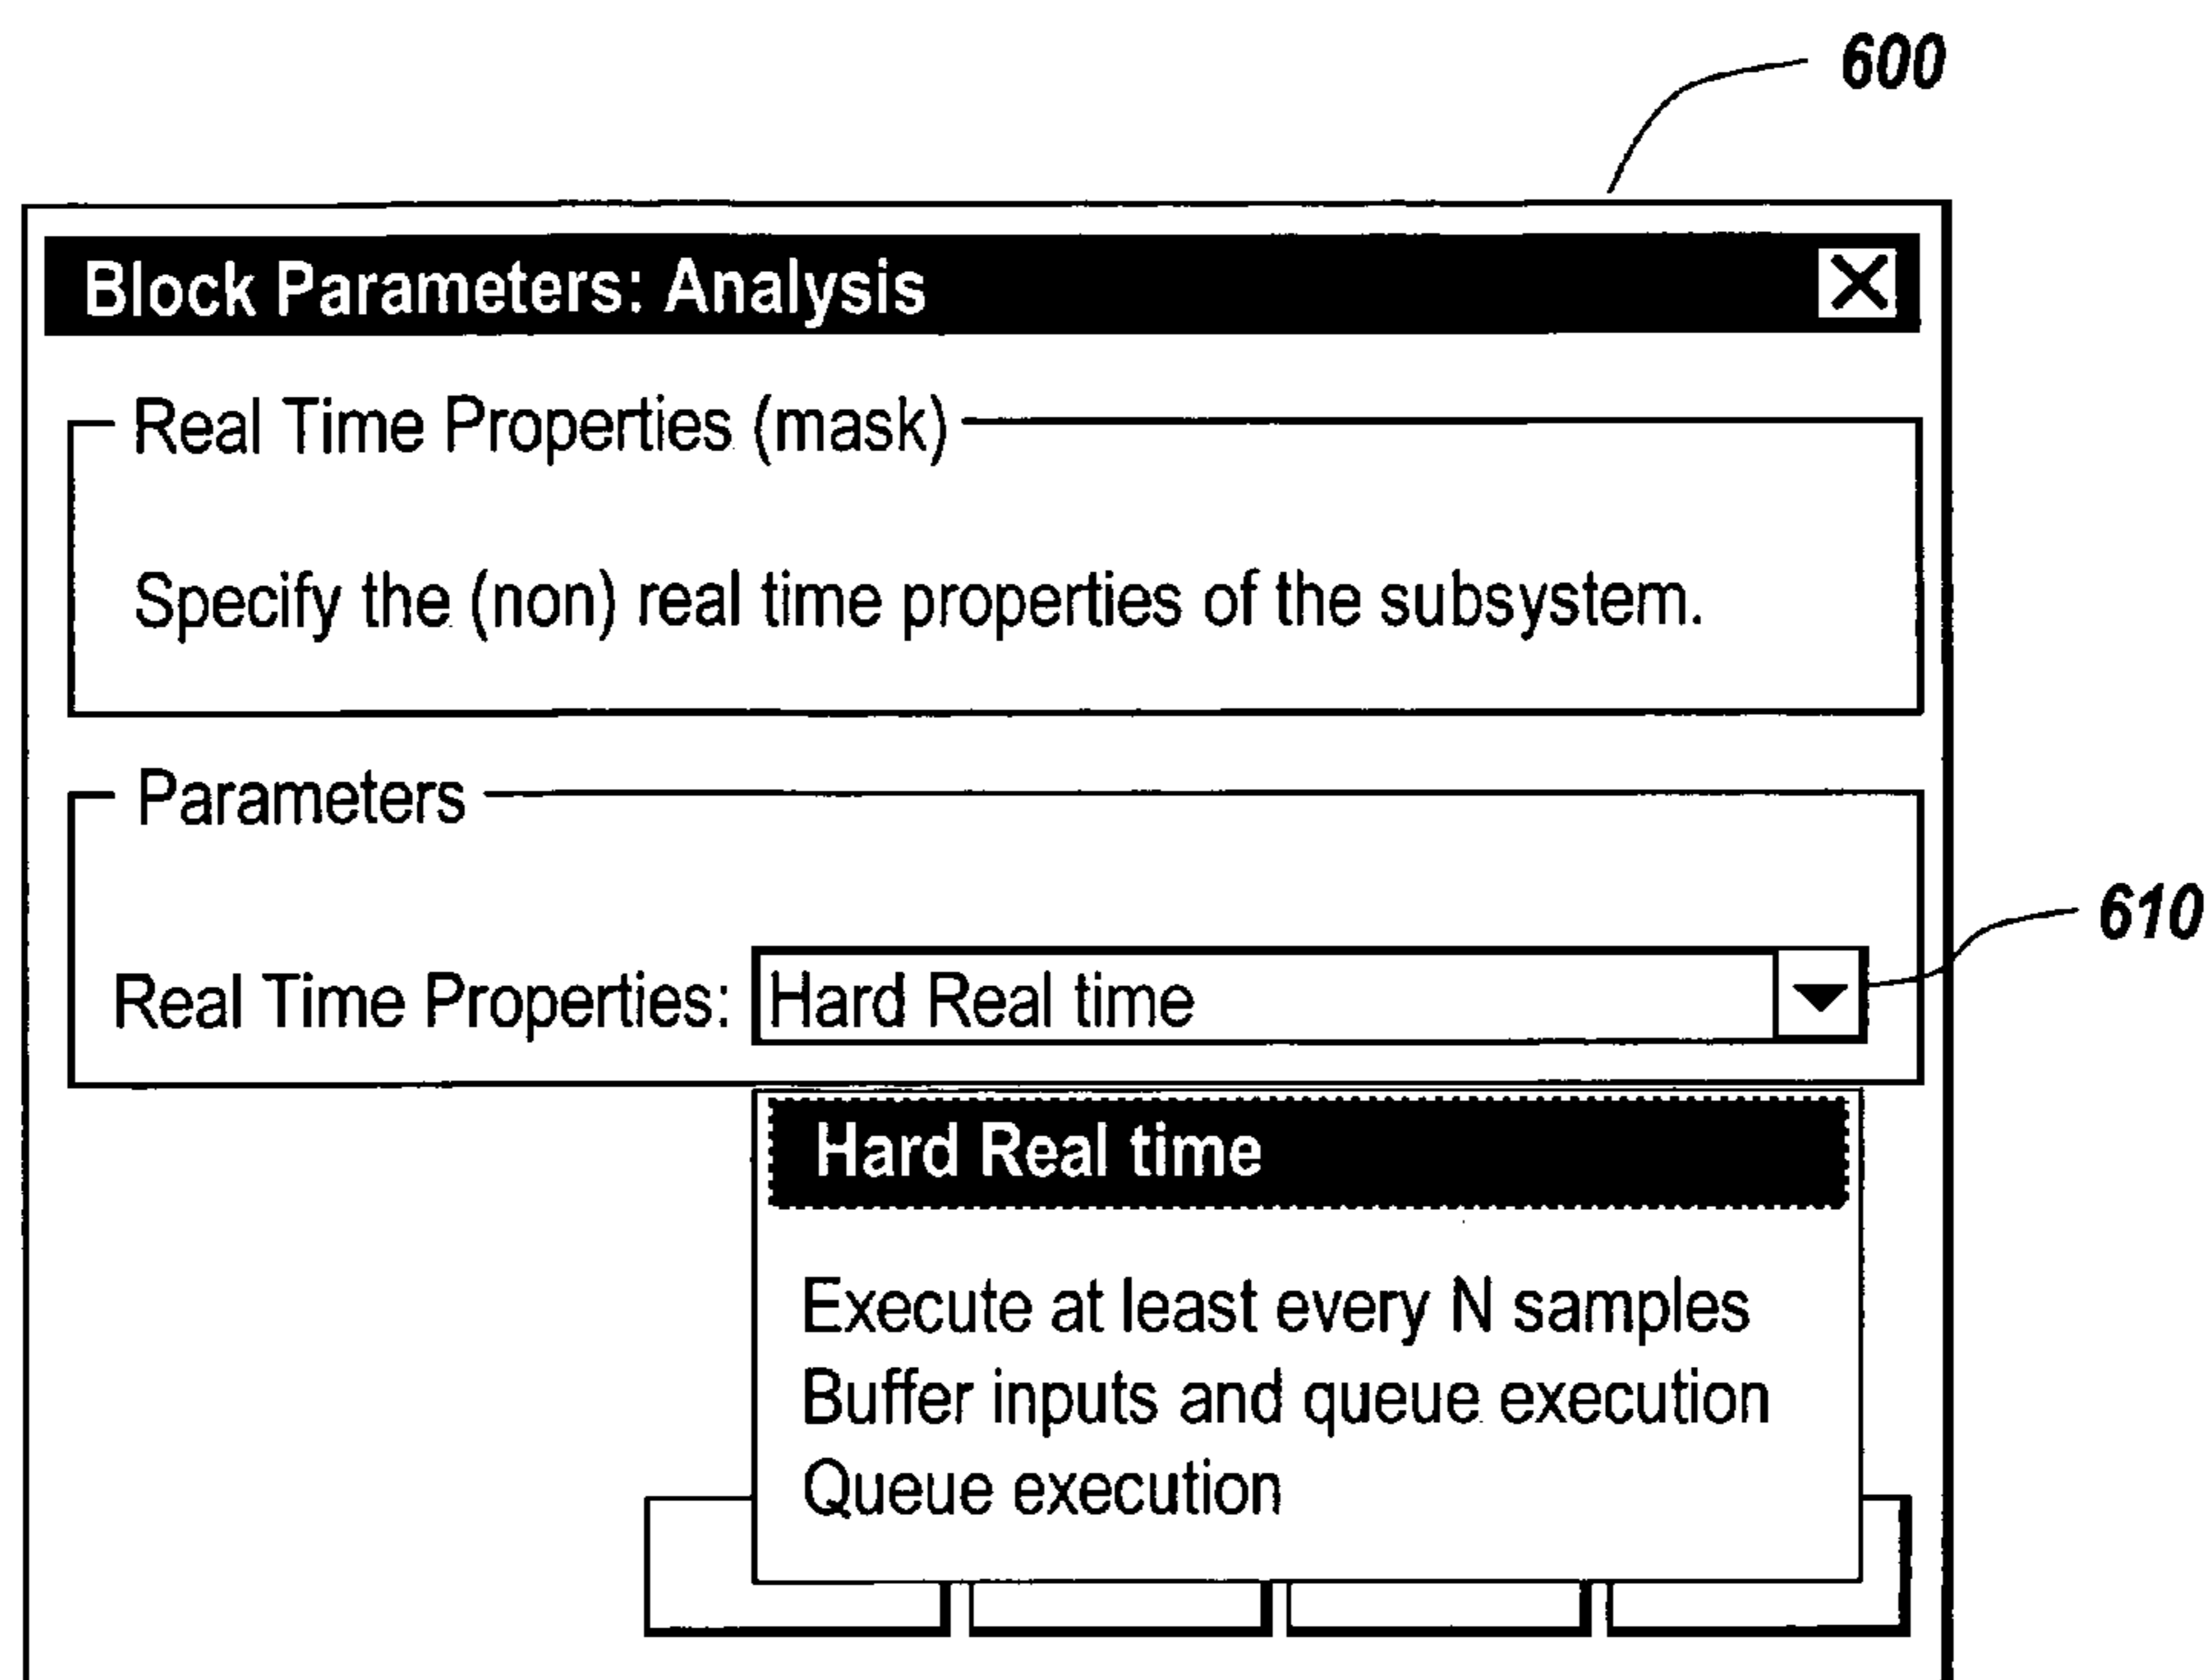 600
Block Parameters: Analysis
Real Time Properties (mask)
Specify the (non) real time properties of the subsystem.
Parameters
610
Real Time Properties: Hard Real time
Hard Real time
Execute at least every N samples
Buffer inputs and queue execution
Queue execution